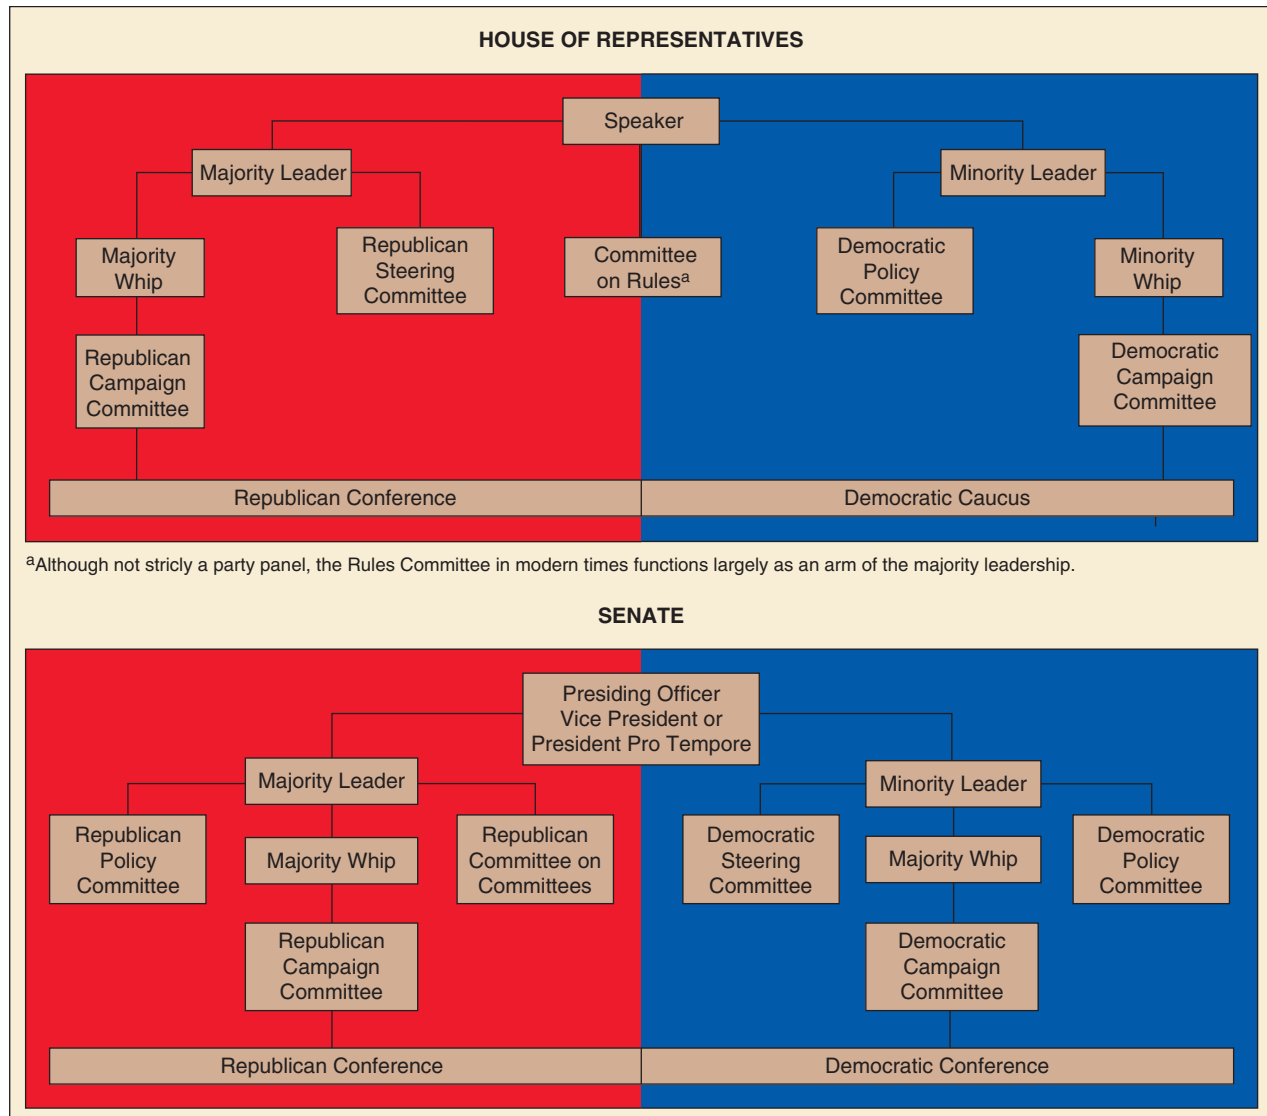 HOUSE OF REPRESENTATIVES
Speaker
Majority Leader
Minority Leader
Majority
Whip
Republican
Steering
Committee
Committee
on Rulesa
Democratic
Policy
Committee
Minority
Whip
Republican
Campaign
Committee
Democratic
Campaign
Committee
Republican Conference
Democratic Caucus
aAlthough not stricly a party panel, the Rules Committee in modern times functions largely as an arm of the majority leadership.
SENATE
Presiding Officer
Vice President or
President Pro Tempore
Majority Leader
Minority Leader
Republican
Policy
Committee
Majority Whip
Republican
Committee on
Committees
Democratic
Steering
Committee
Majority Whip
Democratic
Policy
Committee
Republican
Campaign
Committee
Democratic
Campaign
Committee
Republican Conference
Democratic Conference